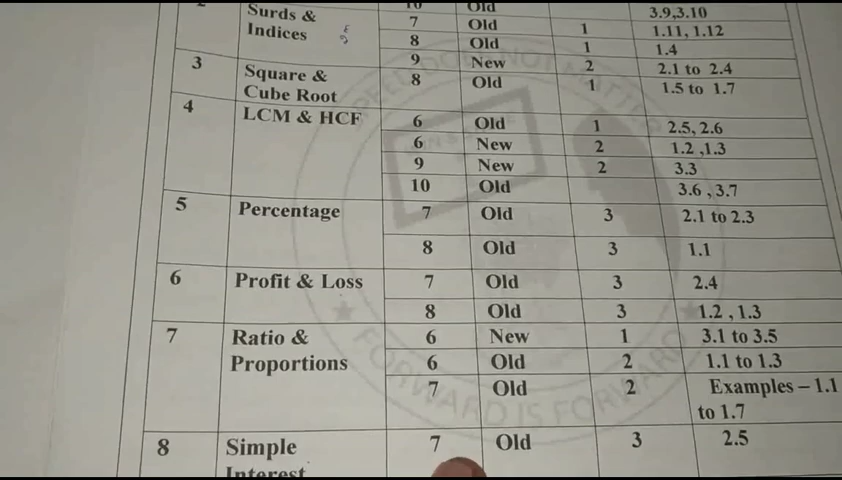 10 Old 3.9,3.10
Surds & 7 Old 1 1.11, 1.12
Indices 8 Old 1 1.4
9 New 2 2.1 to 2.4
3 Square & 8 Old 1 1.5 to 1.7
Cube Root
4 LCM & HCF 6 Old 1 2.5, 2.6
6 New 2 1.2 ,1.3
9 New 2 3.3
10 Old 3.6 , 3.7
5 Percentage 7 Old 3 2.1 to 2.3
8 Old 3 1.1
6 Profit & Loss 7 Old 3 2.4
8 Old 3 1.2 , 1.3
7 Ratio & 6 New 1 3.1 to 3.5
Proportions 6 Old 2 1.1 to 1.3
7 Old 2 Examples – 1.1
to 1.7
8 Simple 7 Old 3 2.5
Interest
FORWARD IS FORWARD